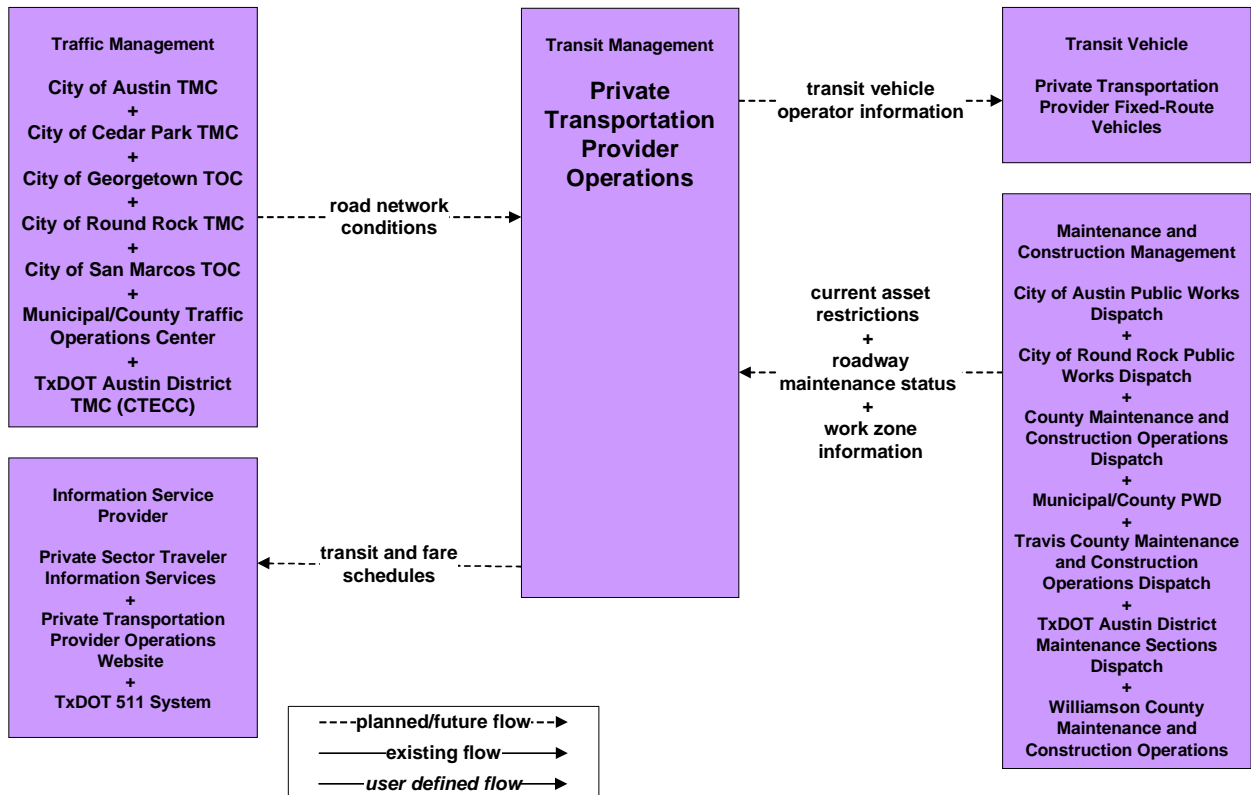 Traffic Management
City of Austin TMC
+
City of Cedar Park TMC
+
City of Georgetown TOC
+
City of Round Rock TMC
+
City of San Marcos TOC
+
Municipal/County Traffic
Operations Center
+
TxDOT Austin District
TMC (CTECC)
road network
conditions
Transit Management
Private
Transportation
Provider
Operations
transit vehicle
operator information
Transit Vehicle
Private Transportation
Provider Fixed-Route
Vehicles
current asset
restrictions
+
roadway
maintenance status
+
work zone
information
Maintenance and
Construction Management
City of Austin Public Works
Dispatch
+
City of Round Rock Public
Works Dispatch
+
County Maintenance and
Construction Operations
Dispatch
+
Municipal/County PWD
+
Travis County Maintenance
and Construction
Operations Dispatch
+
TxDOT Austin District
Maintenance Sections
Dispatch
+
Williamson County
Maintenance and
Construction Operations
Information Service
Provider
Private Sector Traveler
Information Services
+
Private Transportation
Provider Operations
Website
+
TxDOT 511 System
transit and fare
schedules
planned/future flow
existing flow
user defined flow